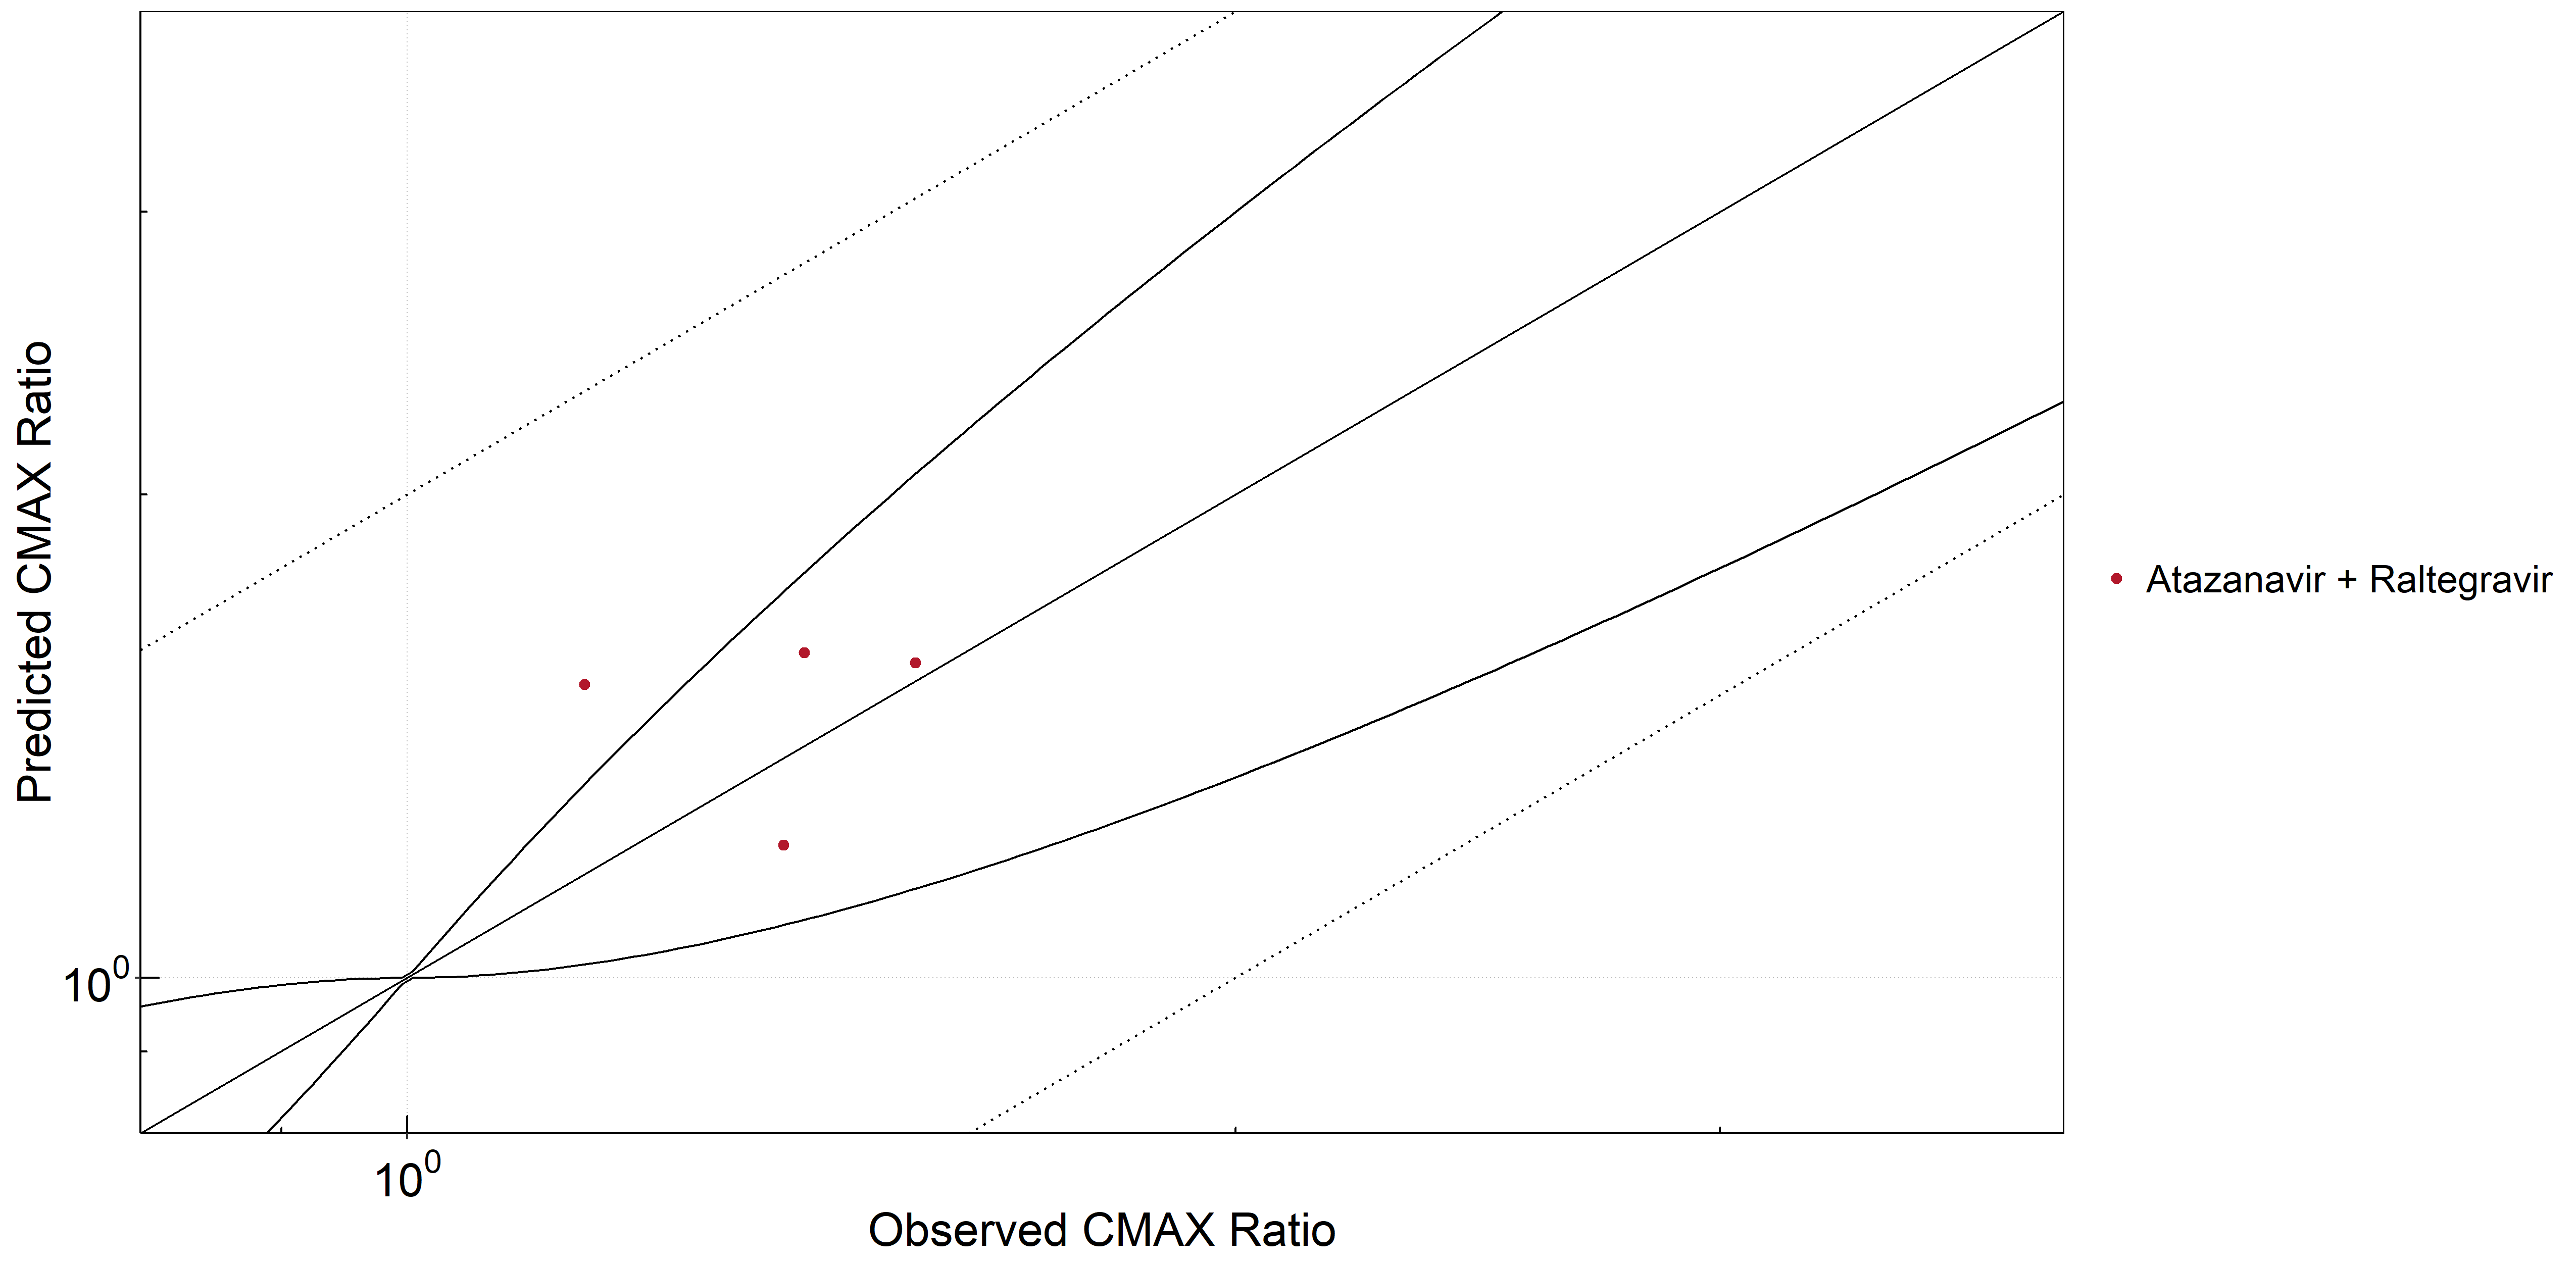 Predicted CMAX Ratio
10⁰
10⁰
Observed CMAX Ratio
Atazanavir + Raltegravir